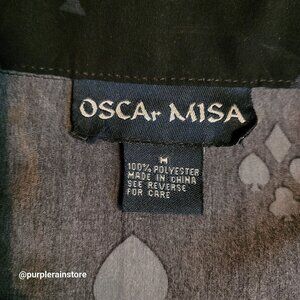 OSCAr MISA
M
100% POLYESTER
MADE IN CHINA
SEE REVERSE
FOR CARE
@purplerainstore